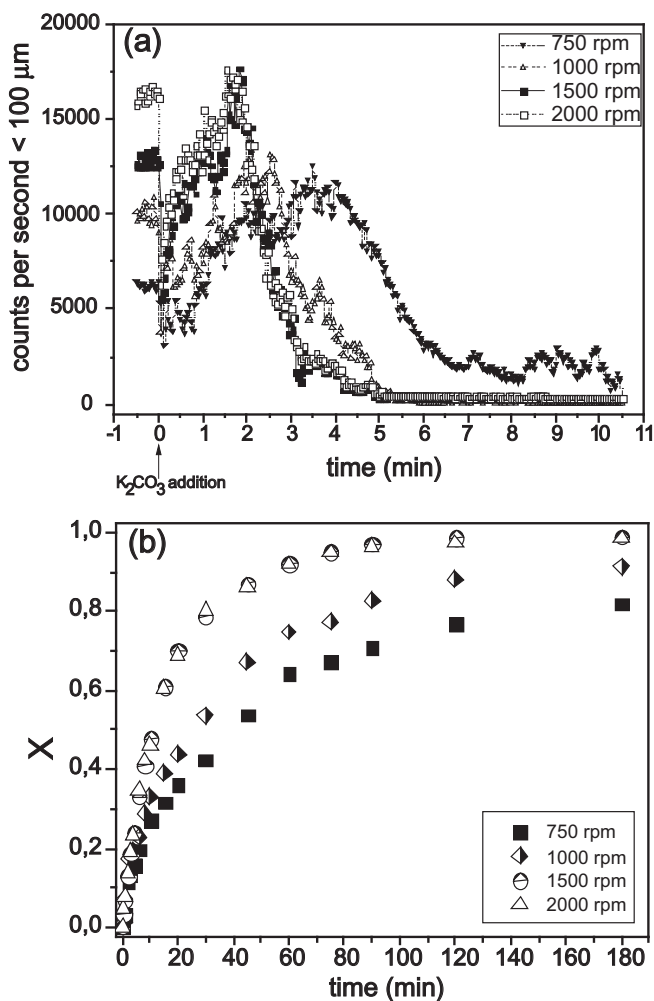 (a)
750 rpm
1000 rpm
1500 rpm
2000 rpm
20000
15000
10000
5000
0
counts per second < 100 μm
-1 0 1 2 3 4 5 6 7 8 9 10 11
time (min)
K2CO3 addition
(b)
1,0
0,8
0,6
0,4
0,2
0,0
X
750 rpm
1000 rpm
1500 rpm
2000 rpm
0 20 40 60 80 100 120 140 160 180
time (min)